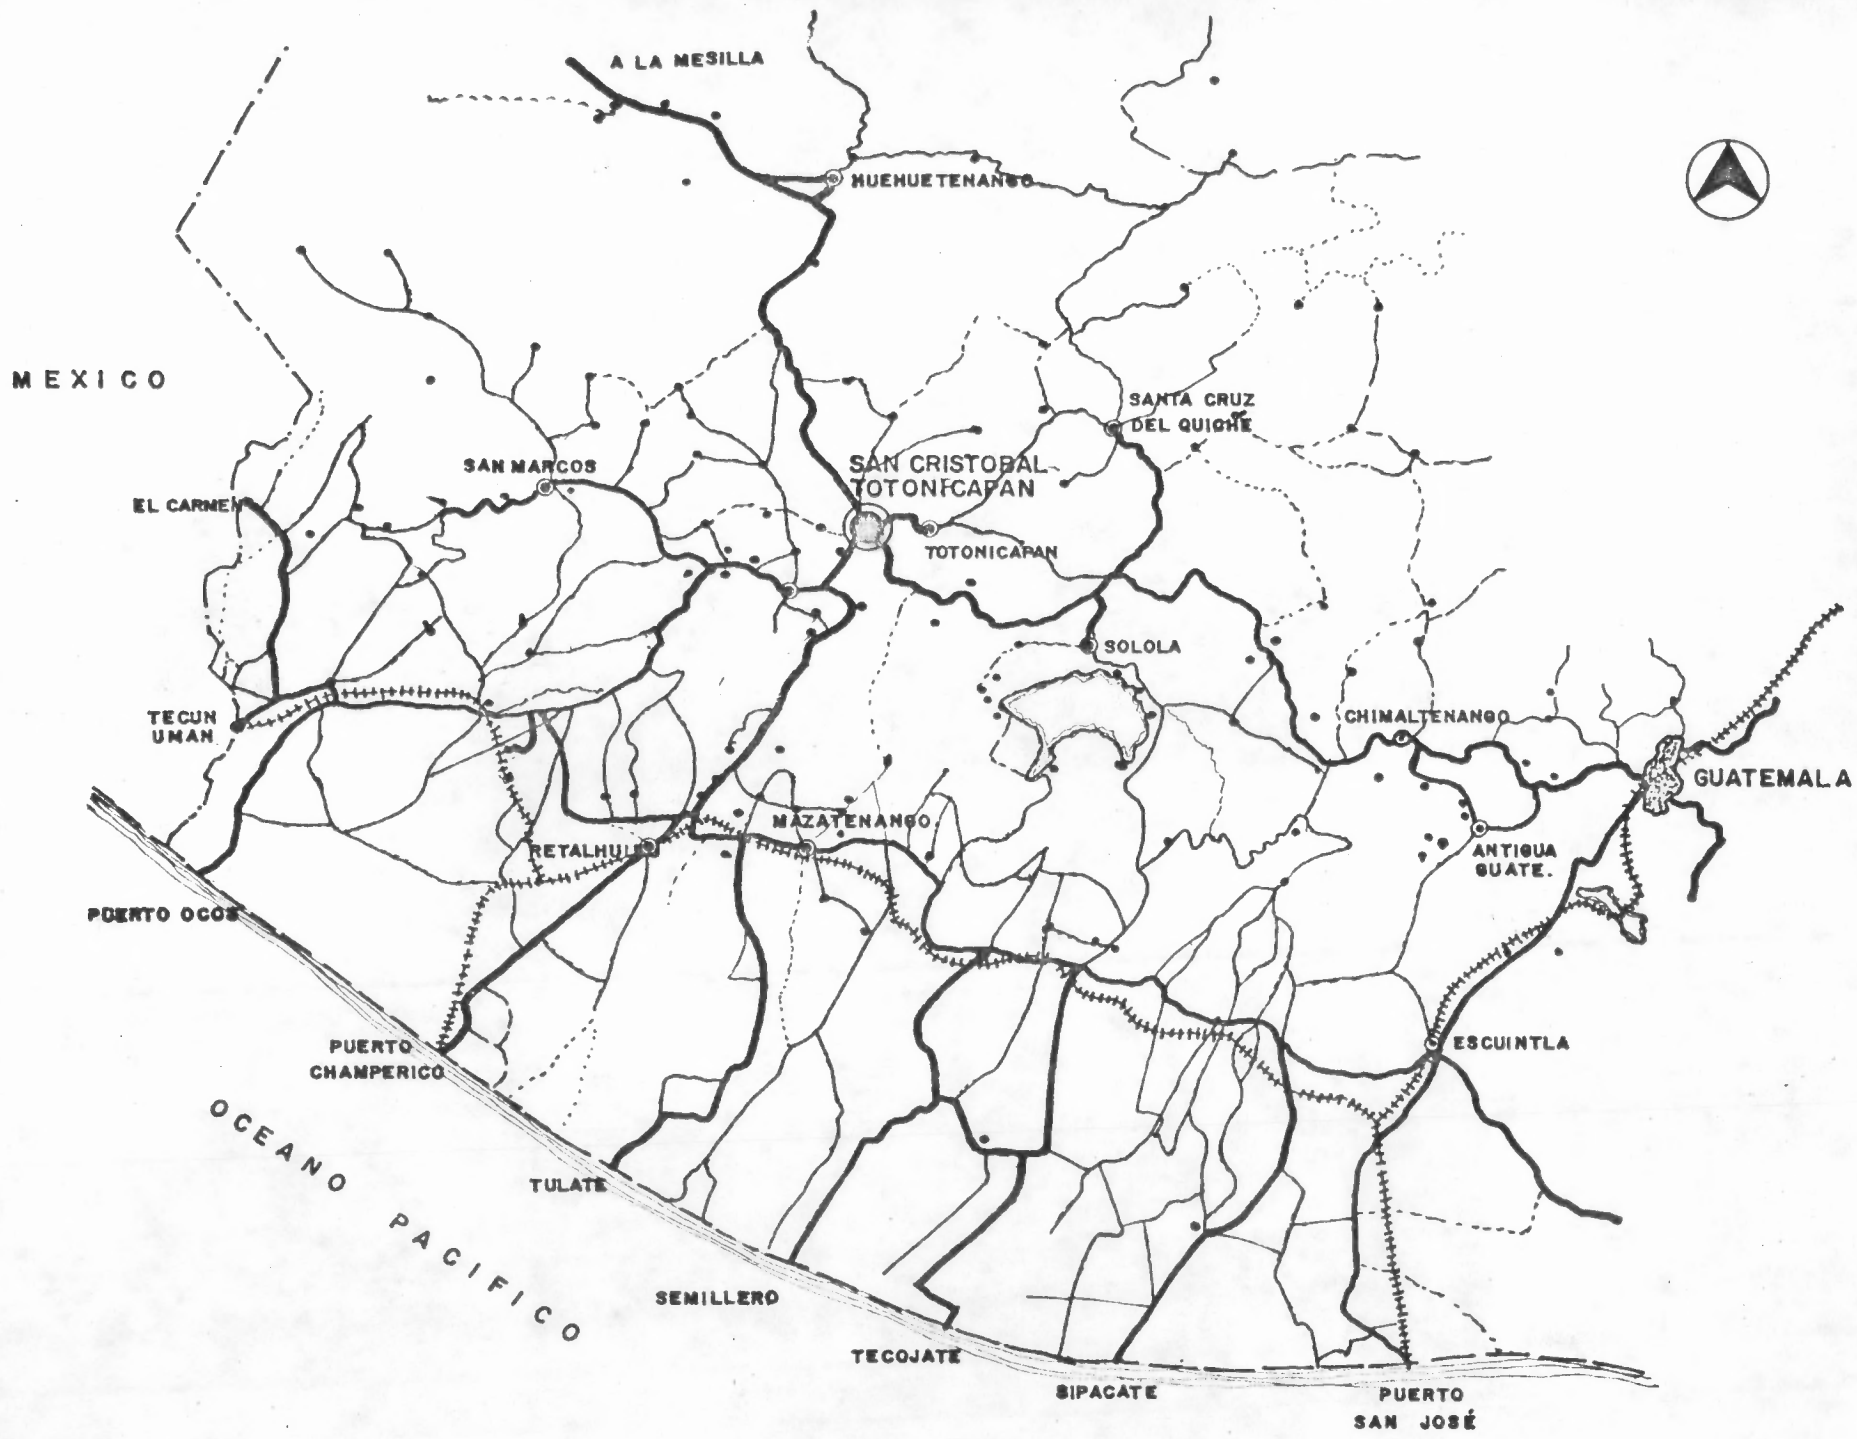 A LA MESILLA
HUEHUETENANGO
MEXICO
SANTA CRUZ
DEL QUICHE
SAN MARCOS
SAN CRISTOBAL
TOTONICAPAN
EL CARMEN
TOTONICAPAN
SOLOLA
TECUN
UMAN
CHIMALTENANGO
GUATEMALA
MAZATENANGO
RETALHULEU
ANTIGUA
GUATE.
PUERTO OCOS
ESCUINTLA
PUERTO
CHAMPERICO
OCEANO PACIFICO
TULATE
SEMILLERO
TECOJATE
SIPACATE
PUERTO
SAN JOSÉ